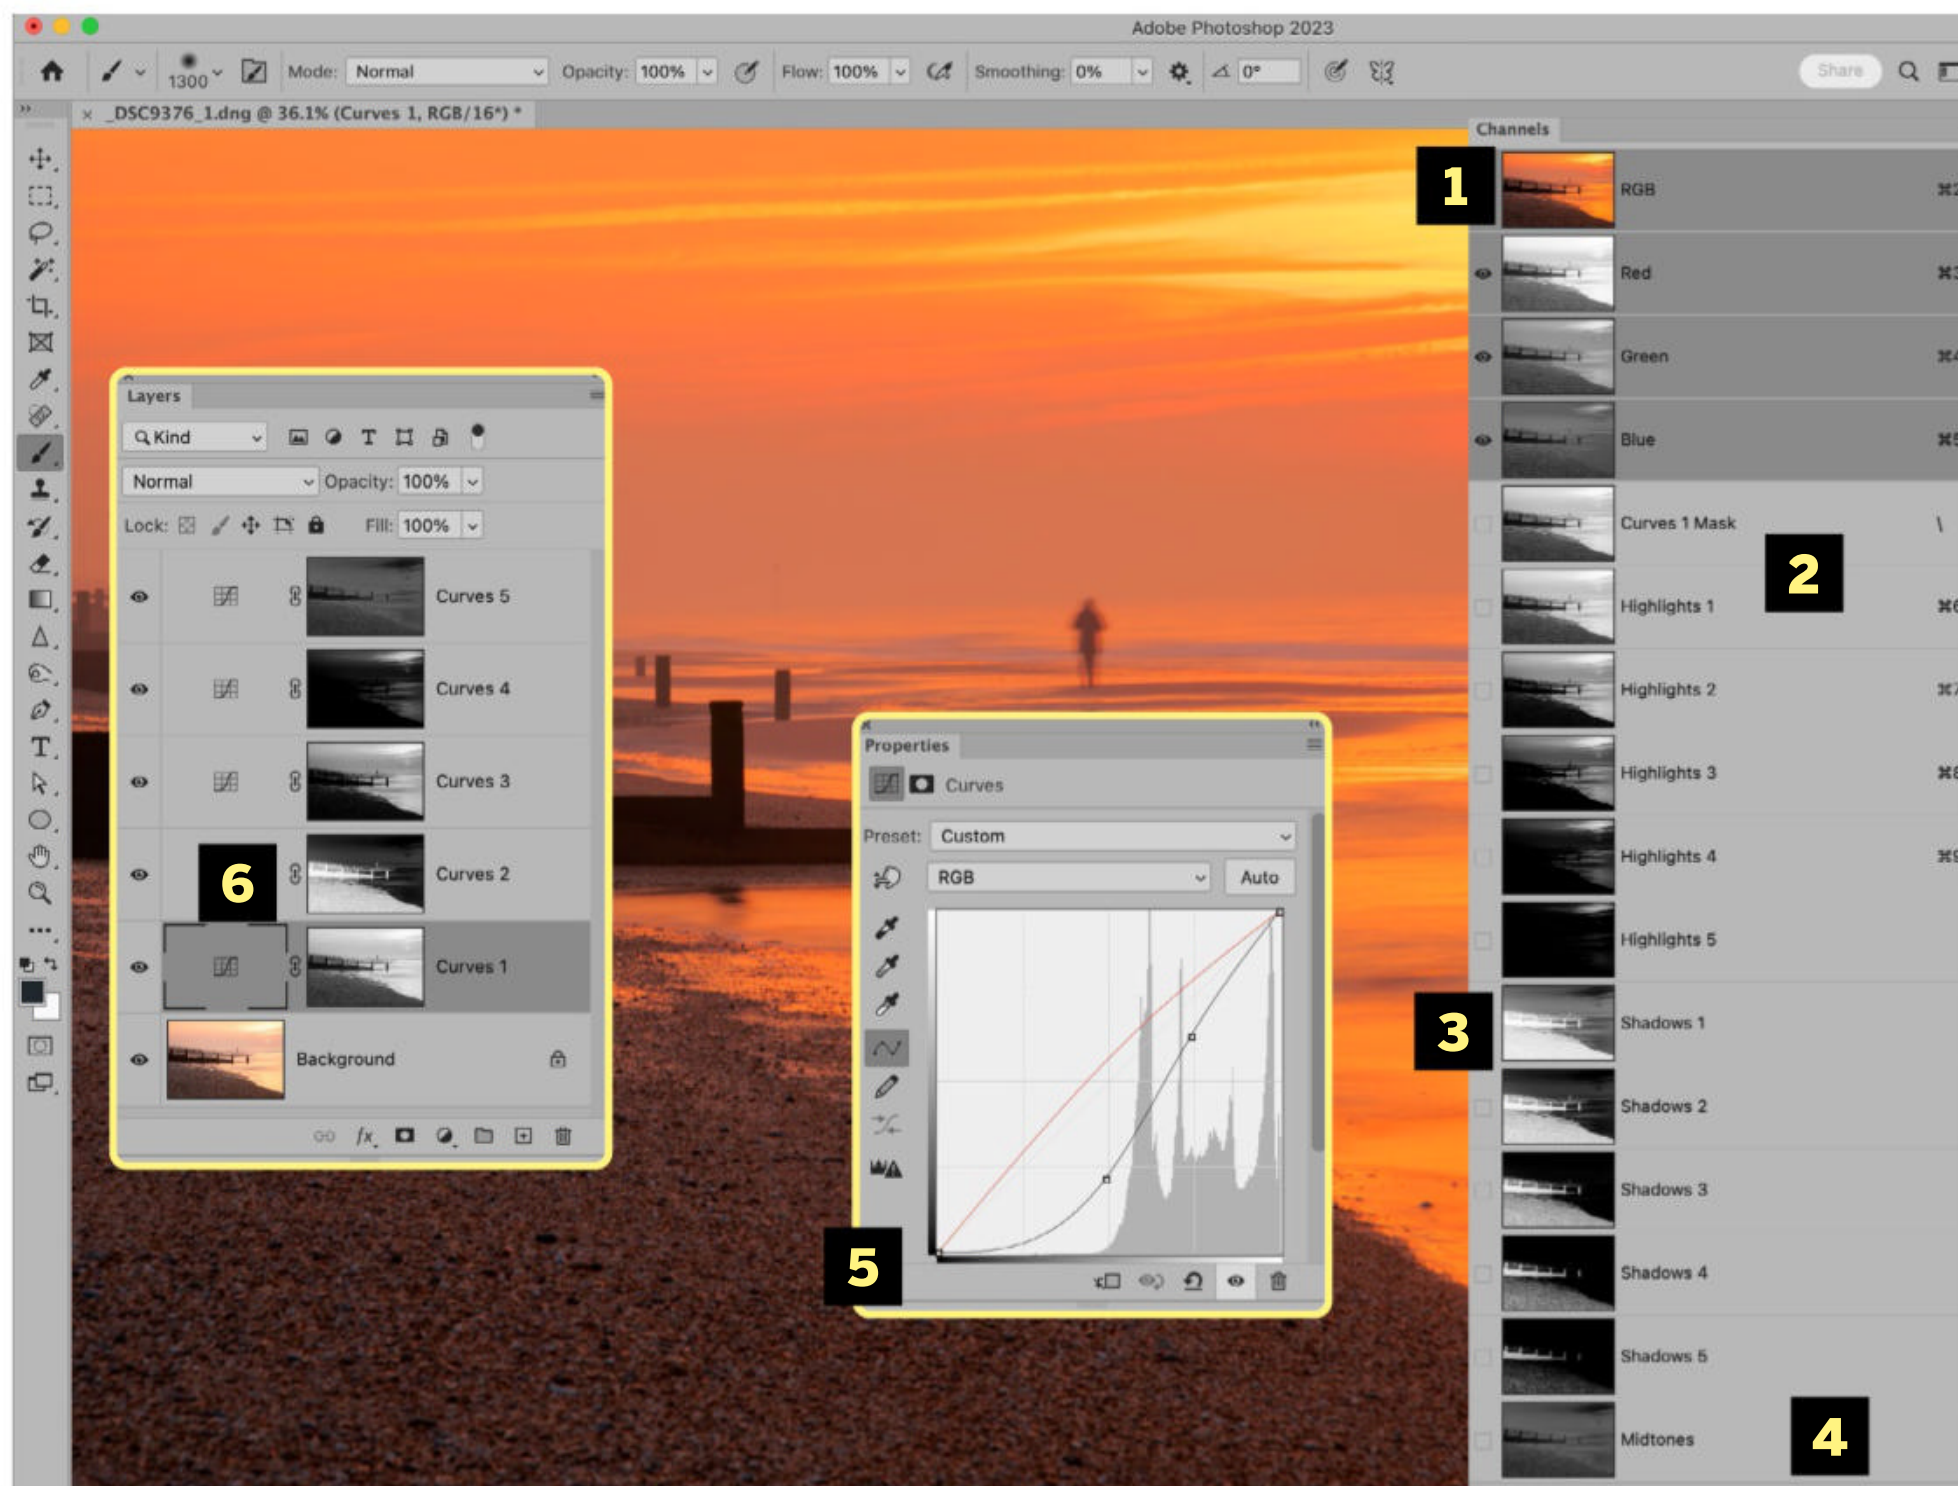 Adobe Photoshop 2023
1300 Mode: Normal Opacity: 100% Flow: 100% Smoothing: 0% 0° Share
× _DSC9376_1.dng @ 36.1% (Curves 1, RGB/16*) *
Channels
1
RGB
Red
Green
Blue
Curves 1 Mask \
2
Highlights 1
Highlights 2
Highlights 3
Highlights 4
Highlights 5
3
Shadows 1
Shadows 2
Shadows 3
Shadows 4
Shadows 5
Midtones
4
Layers
Kind
Normal Opacity: 100%
Lock: Fill: 100%
Curves 5
Curves 4
Curves 3
6
Curves 2
Curves 1
Background
fx
Properties
Curves
Preset: Custom
RGB Auto
5